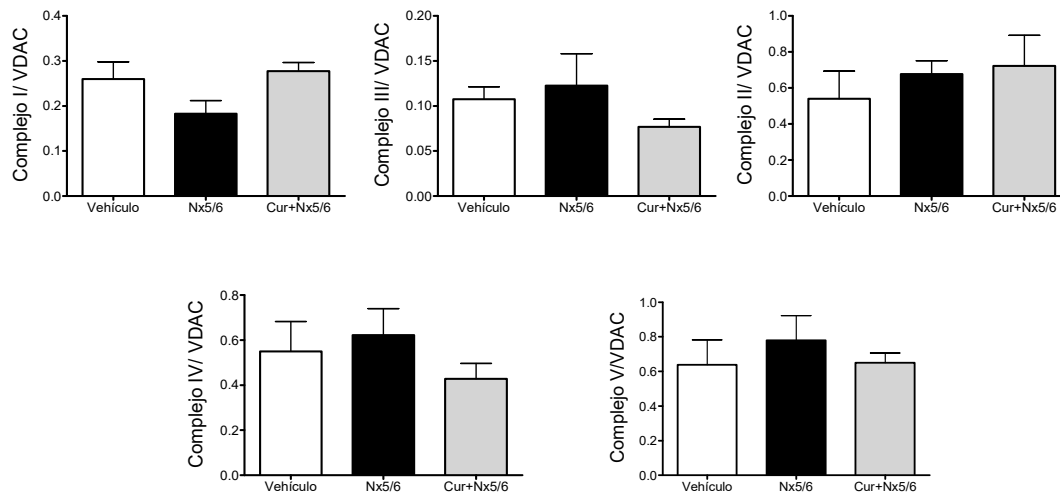 Complejo I/ VDAC
0.4
0.3
0.2
0.1
0.0
Vehículo Nx5/6 Cur+Nx5/6
Complejo III/ VDAC
0.20
0.15
0.10
0.05
0.00
Vehículo Nx5/6 Cur+Nx5/6
Complejo II/ VDAC
1.0
0.8
0.6
0.4
0.2
0.0
Vehículo Nx5/6 Cur+Nx5/6
Complejo IV/ VDAC
0.8
0.6
0.4
0.2
0.0
Vehículo Nx5/6 Cur+Nx5/6
Complejo V/VDAC
1.0
0.8
0.6
0.4
0.2
0.0
Vehículo Nx5/6 Cur+Nx5/6